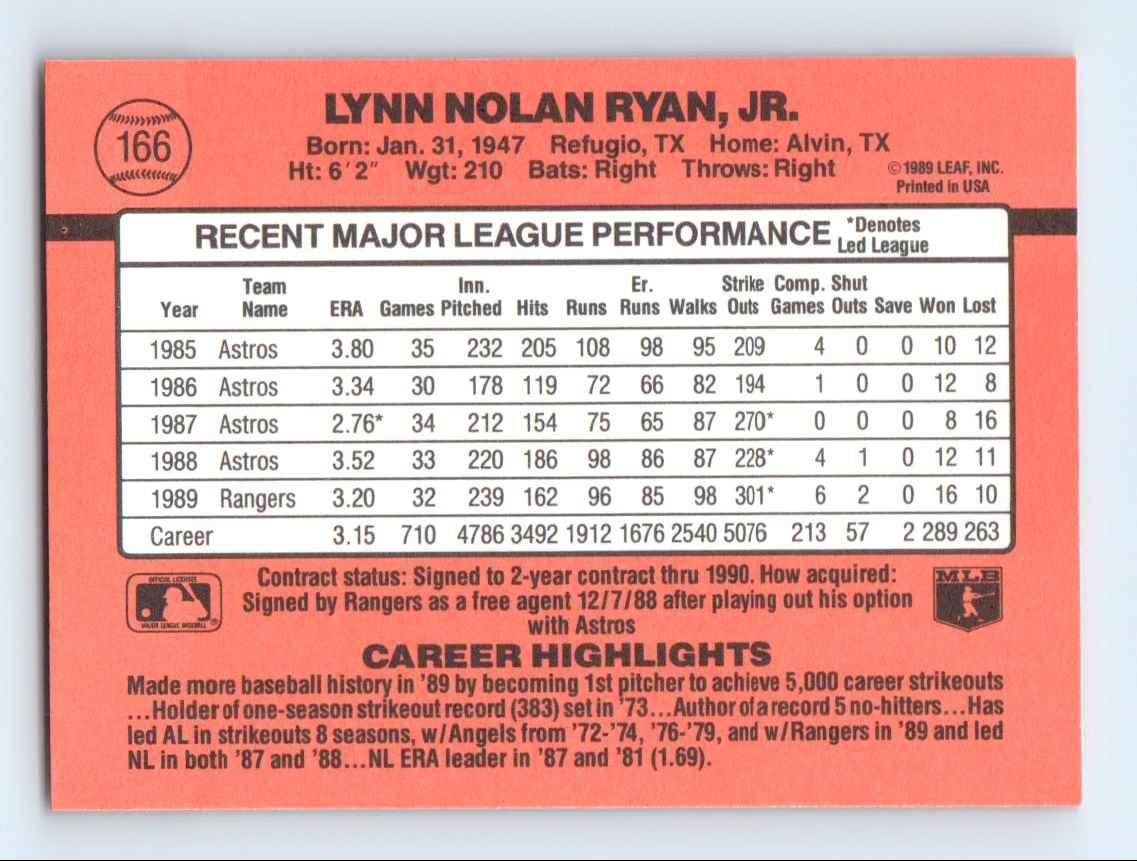 166
LYNN NOLAN RYAN, JR.
Born: Jan. 31, 1947 Refugio, TX Home: Alvin, TX
Ht: 6'2" Wgt: 210 Bats: Right Throws: Right
©1989 LEAF, INC.
Printed in USA
RECENT MAJOR LEAGUE PERFORMANCE *Denotes
Led League
Year Team Name ERA Games Inn. Pitched Hits Runs Er. Runs Walks Strike Outs Comp. Games Shut Outs Save Won Lost
1985 Astros 3.80 35 232 205 108 98 95 209 4 0 0 10 12
1986 Astros 3.34 30 178 119 72 66 82 194 1 0 0 12 8
1987 Astros 2.76* 34 212 154 75 65 87 270* 0 0 0 8 16
1988 Astros 3.52 33 220 186 98 86 87 228* 4 1 0 12 11
1989 Rangers 3.20 32 239 162 96 85 98 301* 6 2 0 16 10
Career 3.15 710 4786 3492 1912 1676 2540 5076 213 57 2 289 263
OFFICIAL LICENSEE
MAJOR LEAGUE BASEBALL ®
Contract status: Signed to 2-year contract thru 1990. How acquired:
Signed by Rangers as a free agent 12/7/88 after playing out his option
with Astros
MLB
CAREER HIGHLIGHTS
Made more baseball history in '89 by becoming 1st pitcher to achieve 5,000 career strikeouts
...Holder of one-season strikeout record (383) set in '73...Author of a record 5 no-hitters...Has
led AL in strikeouts 8 seasons, w/Angels from '72-'74, '76-'79, and w/Rangers in '89 and led
NL in both '87 and '88...NL ERA leader in '87 and '81 (1.69).